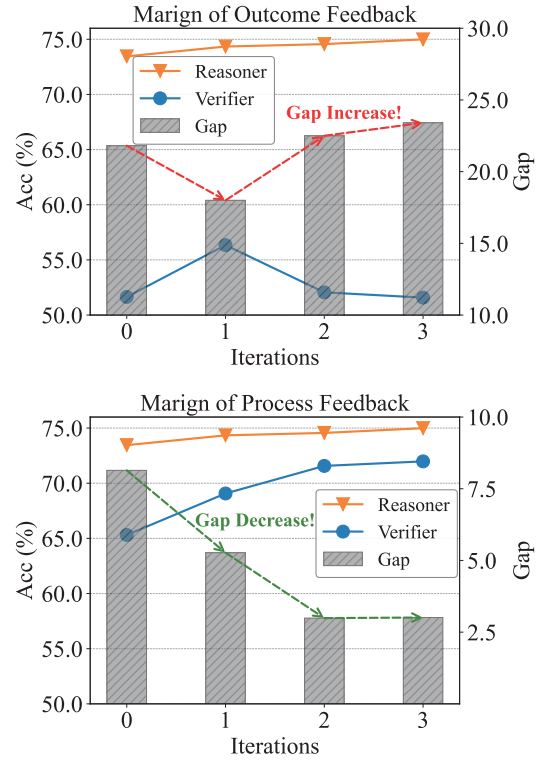 Marign of Outcome Feedback
75.0
70.0
65.0
60.0
55.0
50.0
Acc (%)
30.0
25.0
20.0
15.0
10.0
Gap
Reasoner
Verifier
Gap
Gap Increase!
0 1 2 3
Iterations
Marign of Process Feedback
75.0
70.0
65.0
60.0
55.0
50.0
Acc (%)
10.0
7.5
5.0
2.5
Gap
Gap Decrease!
Reasoner
Verifier
Gap
0 1 2 3
Iterations